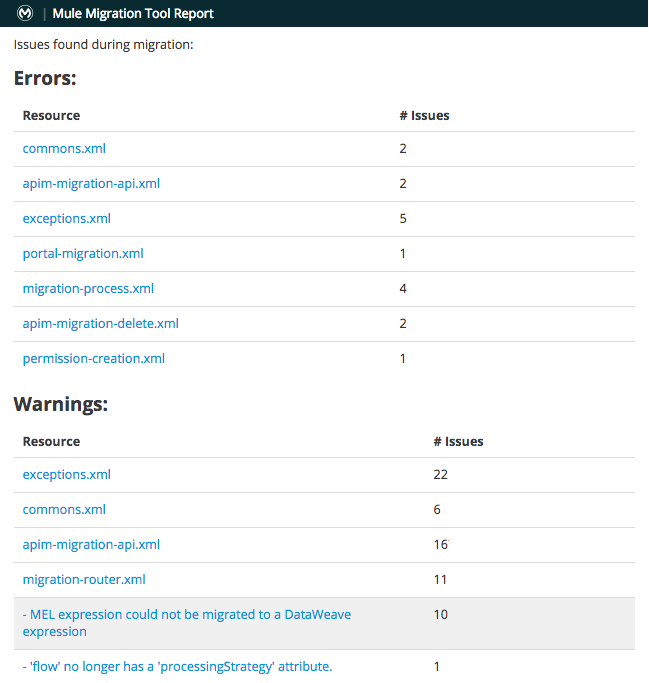 Mule Migration Tool Report
Issues found during migration:
Errors:
Resource # Issues
commons.xml 2
apim-migration-api.xml 2
exceptions.xml 5
portal-migration.xml 1
migration-process.xml 4
apim-migration-delete.xml 2
permission-creation.xml 1
Warnings:
Resource # Issues
exceptions.xml 22
commons.xml 6
apim-migration-api.xml 16
migration-router.xml 11
- MEL expression could not be migrated to a DataWeave 10
expression
- 'flow' no longer has a 'processingStrategy' attribute. 1